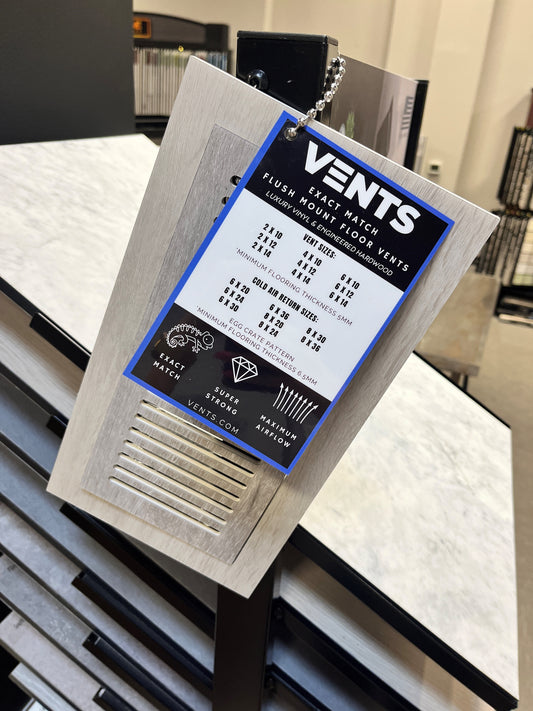 VENTS
EXACT MATCH
FLUSH MOUNT FLOOR VENTS
LUXURY VINYL & ENGINEERED HARDWOOD
VENT SIZES:
2 X 10 4 X 10 6 X 10
2 X 12 4 X 12 6 X 12
2 X 14 4 X 14 6 X 14
*MINIMUM FLOORING THICKNESS 5MM
COLD AIR RETURN SIZES:
6 X 20 6 X 36 8 X 30
6 X 24 8 X 20 8 X 36
6 X 30 8 X 24
EGG CRATE PATTERN
*MINIMUM FLOORING THICKNESS 6.5MM
EXACT MATCH
SUPER STRONG
MAXIMUM AIRFLOW
VENTS.COM